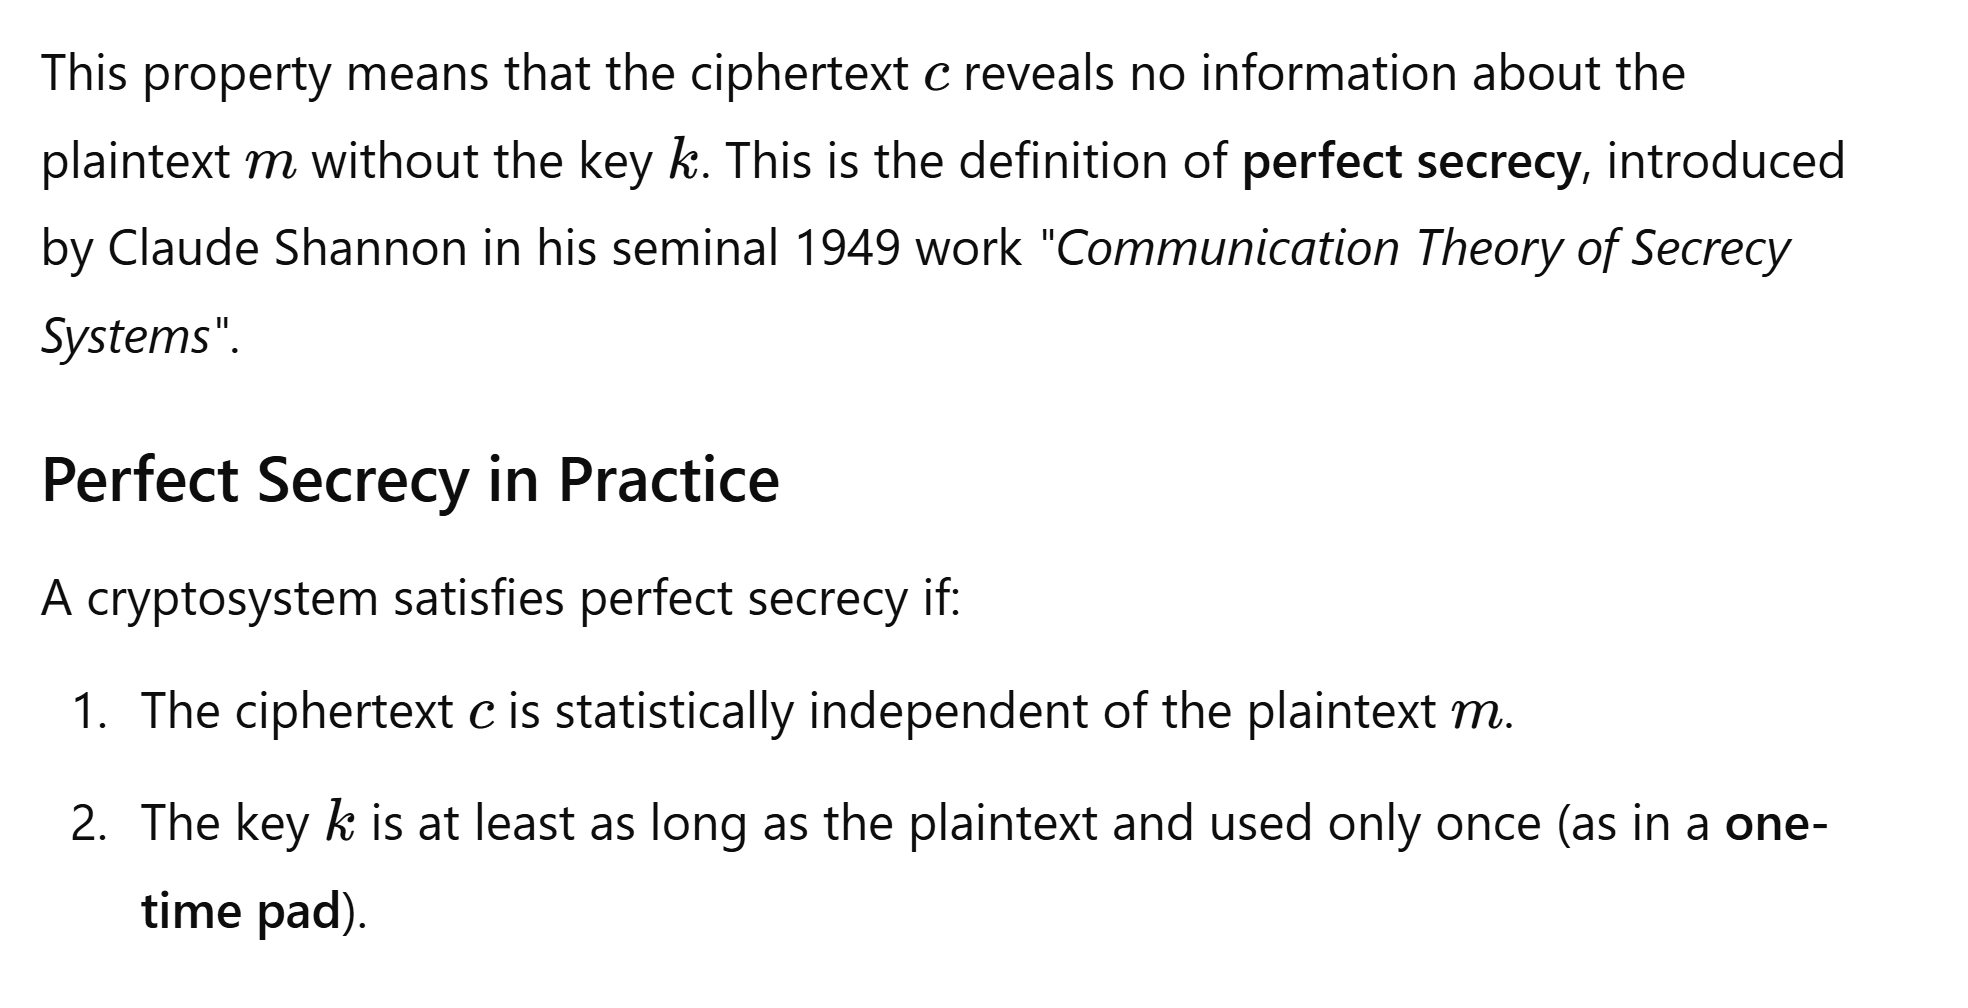 This property means that the ciphertext c reveals no information about the
plaintext m without the key k. This is the definition of perfect secrecy, introduced
by Claude Shannon in his seminal 1949 work "Communication Theory of Secrecy
Systems".
Perfect Secrecy in Practice
A cryptosystem satisfies perfect secrecy if:
1. The ciphertext c is statistically independent of the plaintext m.
2. The key k is at least as long as the plaintext and used only once (as in a one-
time pad).